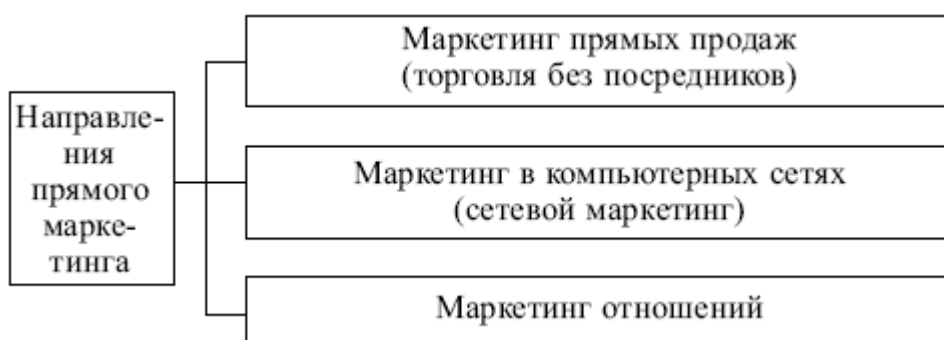 Направле-
ния
прямого
марке-
тинга
Маркетинг прямых продаж
(торговля без посредников)
Маркетинг в компьютерных сетях
(сетевой маркетинг)
Маркетинг отношений